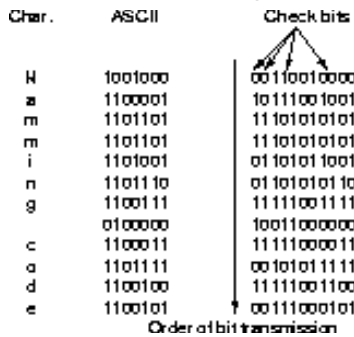 Char. ASCII Check bits
H 1001000 00110010000
a 1100001 10111001001
m 1101101 11101010101
m 1101101 11101010101
i 1101001 01101011001
n 1101110 01101010110
g 1100111 11111001111
0100000 10011000000
c 1100011 11111000011
o 1101111 00101011111
d 1100100 11111001100
e 1100101 00111000101
Order of bit transmission